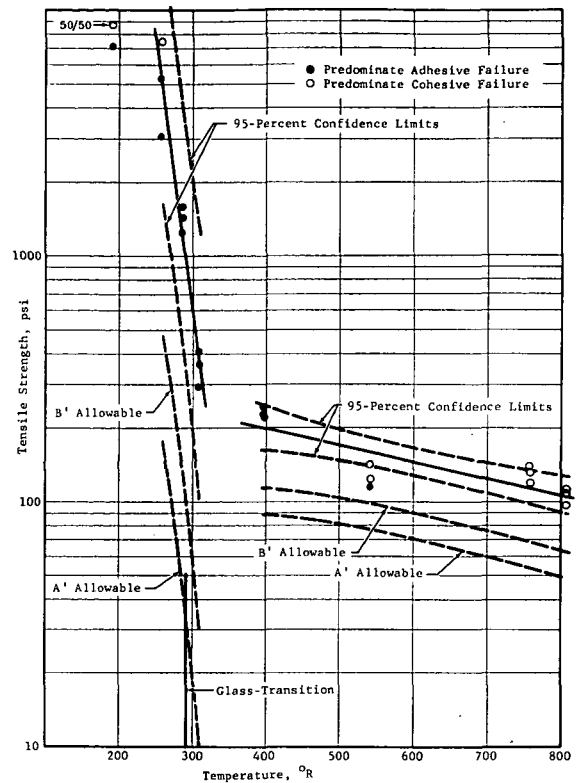 50/50
● Predominate Adhesive Failure
○ Predominate Cohesive Failure
95-Percent Confidence Limits
1000
Tensile Strength, psi
B' Allowable
95-Percent Confidence Limits
100
B' Allowable
A' Allowable
A' Allowable
Glass-Transition
10
200
300
400
500
600
700
800
Temperature, °R